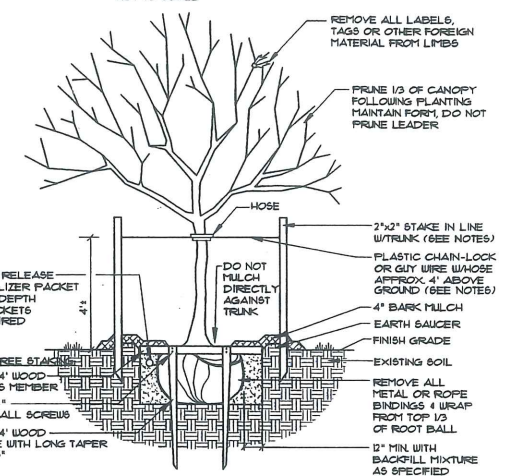 REMOVE ALL LABELS,
TAGS OR OTHER FOREIGN
MATERIAL FROM LIMBS
PRUNE 1/3 OF CANOPY
FOLLOWING PLANTING
MAINTAIN FORM, DO NOT
PRUNE LEADER
HOSE
2"x2" STAKE IN LINE
W/TRUNK (SEE NOTES)
PLASTIC CHAIN-LOCK
OR GUY WIRE W/HOSE
APPROX. 4' ABOVE
GROUND (SEE NOTES)
4" BARK MULCH
EARTH SAUCER
FINISH GRADE
EXISTING SOIL
REMOVE ALL
METAL OR ROPE
BINDINGS & WRAP
FROM TOP 1/3
OF ROOT BALL
12" MIN. WITH
BACKFILL MIXTURE
AS SPECIFIED
DO NOT
MULCH
DIRECTLY
AGAINST
TRUNK
RELEASE
LIZER PACKET
DEPTH
CKETS
IRED
REE STAKING
4' WOOD
S MEMBER
ALL SCREWS
4' WOOD
E WITH LONG TAPER